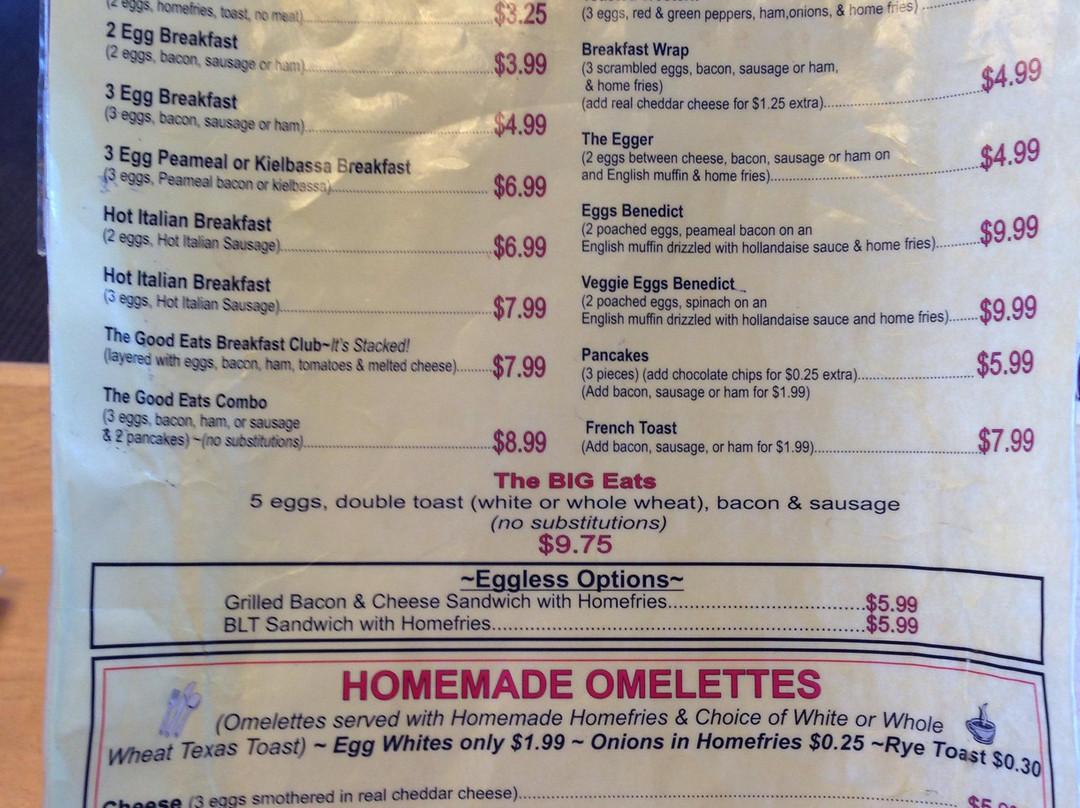 (2 eggs, homefries, toast, no meat)............$3.25
2 Egg Breakfast
(2 eggs, bacon, sausage or ham)............$3.99
3 Egg Breakfast
(3 eggs, bacon, sausage or ham)............$4.99
3 Egg Peameal or Kielbassa Breakfast
(3 eggs, Peameal bacon or kielbassa)............$6.99
Hot Italian Breakfast
(2 eggs, Hot Italian Sausage)............$6.99
Hot Italian Breakfast
(3 eggs, Hot Italian Sausage)............$7.99
The Good Eats Breakfast Club~It's Stacked!
(layered with eggs, bacon, ham, tomatoes & melted cheese)............$7.99
The Good Eats Combo
(3 eggs, bacon, ham, or sausage
& 2 pancakes) ~(no substitutions)............$8.99
(3 eggs, red & green peppers, ham,onions, & home fries)
Breakfast Wrap
(3 scrambled eggs, bacon, sausage or ham,
& home fries)
(add real cheddar cheese for $1.25 extra)............$4.99
The Egger
(2 eggs between cheese, bacon, sausage or ham on
and English muffin & home fries)............$4.99
Eggs Benedict
(2 poached eggs, peameal bacon on an
English muffin drizzled with hollandaise sauce & home fries)............$9.99
Veggie Eggs Benedict
(2 poached eggs, spinach on an
English muffin drizzled with hollandaise sauce and home fries)............$9.99
Pancakes
(3 pieces) (add chocolate chips for $0.25 extra)............$5.99
(Add bacon, sausage or ham for $1.99)
French Toast
(Add bacon, sausage, or ham for $1.99)............$7.99
The BIG Eats
5 eggs, double toast (white or whole wheat), bacon & sausage
(no substitutions)
$9.75
~Eggless Options~
Grilled Bacon & Cheese Sandwich with Homefries............$5.99
BLT Sandwich with Homefries............$5.99
HOMEMADE OMELETTES
(Omelettes served with Homemade Homefries & Choice of White or Whole
Wheat Texas Toast) ~ Egg Whites only $1.99 ~ Onions in Homefries $0.25 ~Rye Toast $0.30
Cheese (3 eggs smothered in real cheddar cheese)............